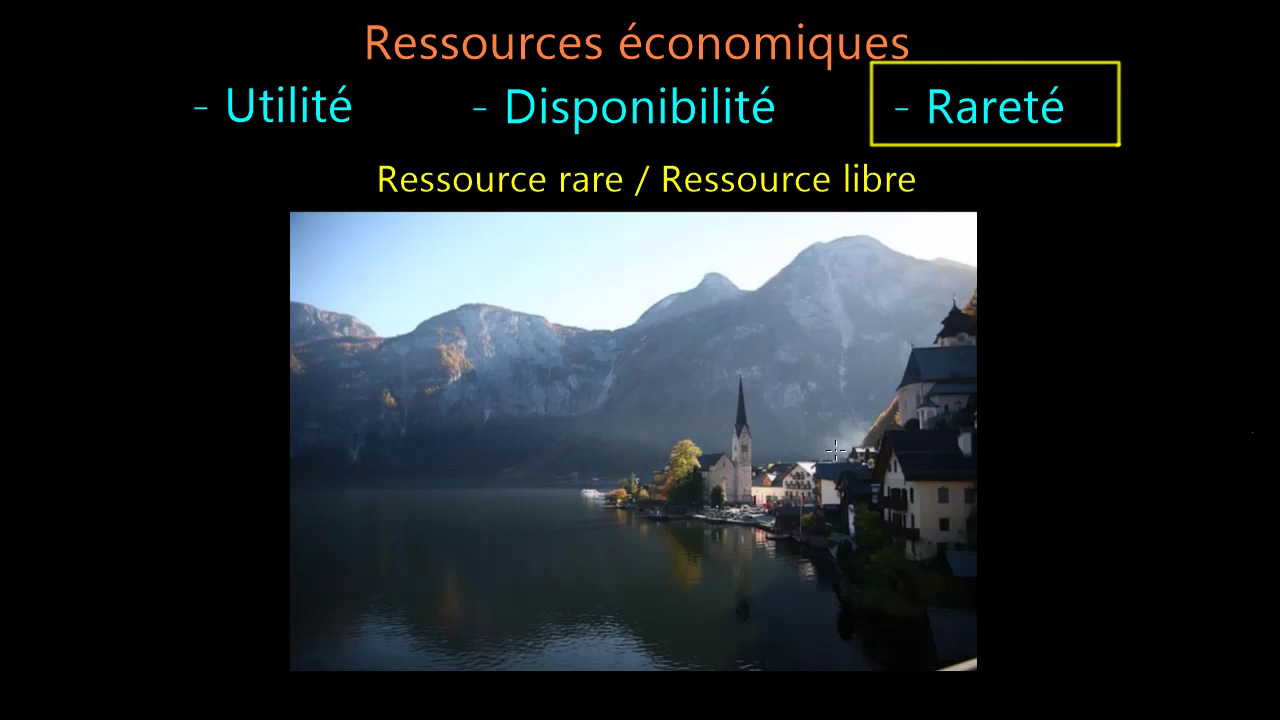 Ressources économiques
- Utilité - Disponibilité - Rareté
Ressource rare / Ressource libre